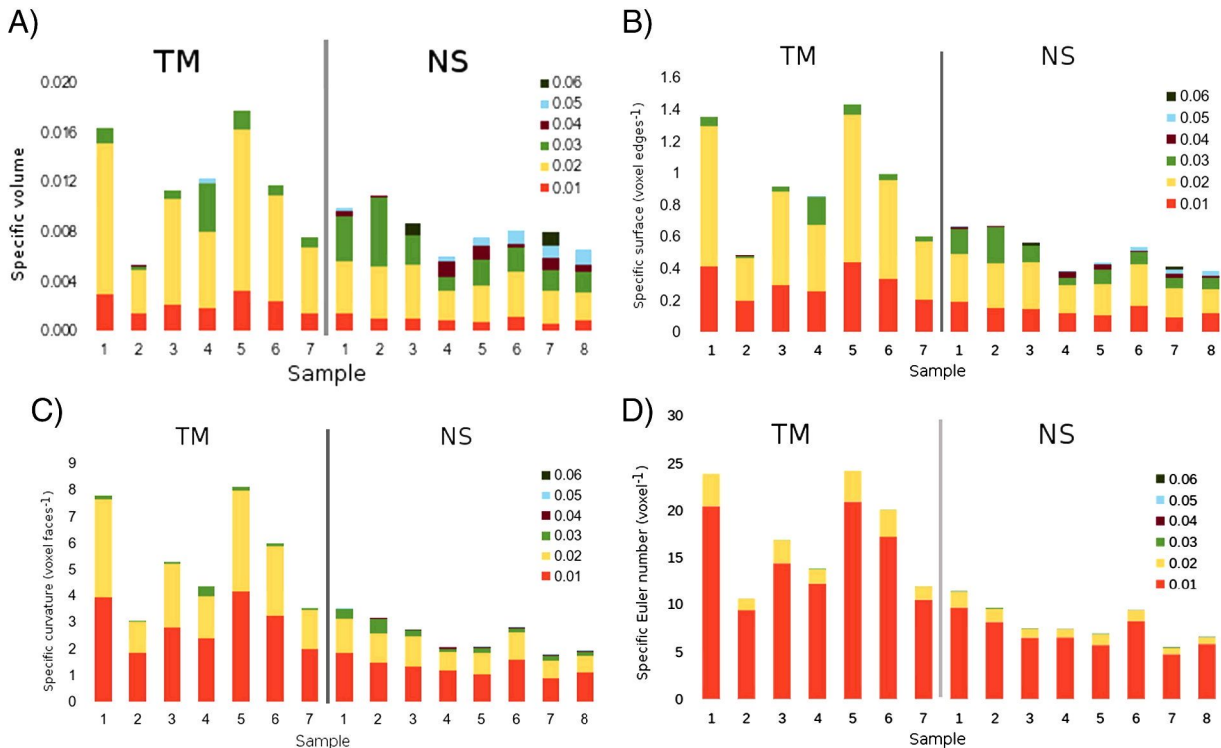 A)
TM
NS
Specific volume
0.020
0.016
0.012
0.008
0.004
0.000
0.06
0.05
0.04
0.03
0.02
0.01
1 2 3 4 5 6 7 1 2 3 4 5 6 7 8
Sample
B)
TM
NS
Specific surface (voxel edges-1)
1.6
1.4
1.2
1
0.8
0.6
0.4
0.2
0
0.06
0.05
0.04
0.03
0.02
0.01
1 2 3 4 5 6 7 1 2 3 4 5 6 7 8
Sample
C)
TM
NS
Specific curvature (voxel faces-1)
9
8
7
6
5
4
3
2
1
0
0.06
0.05
0.04
0.03
0.02
0.01
1 2 3 4 5 6 7 1 2 3 4 5 6 7 8
Sample
D)
TM
NS
Specific Euler number (voxel-1)
30
25
20
15
10
5
0
0.06
0.05
0.04
0.03
0.02
0.01
1 2 3 4 5 6 7 1 2 3 4 5 6 7 8
Sample